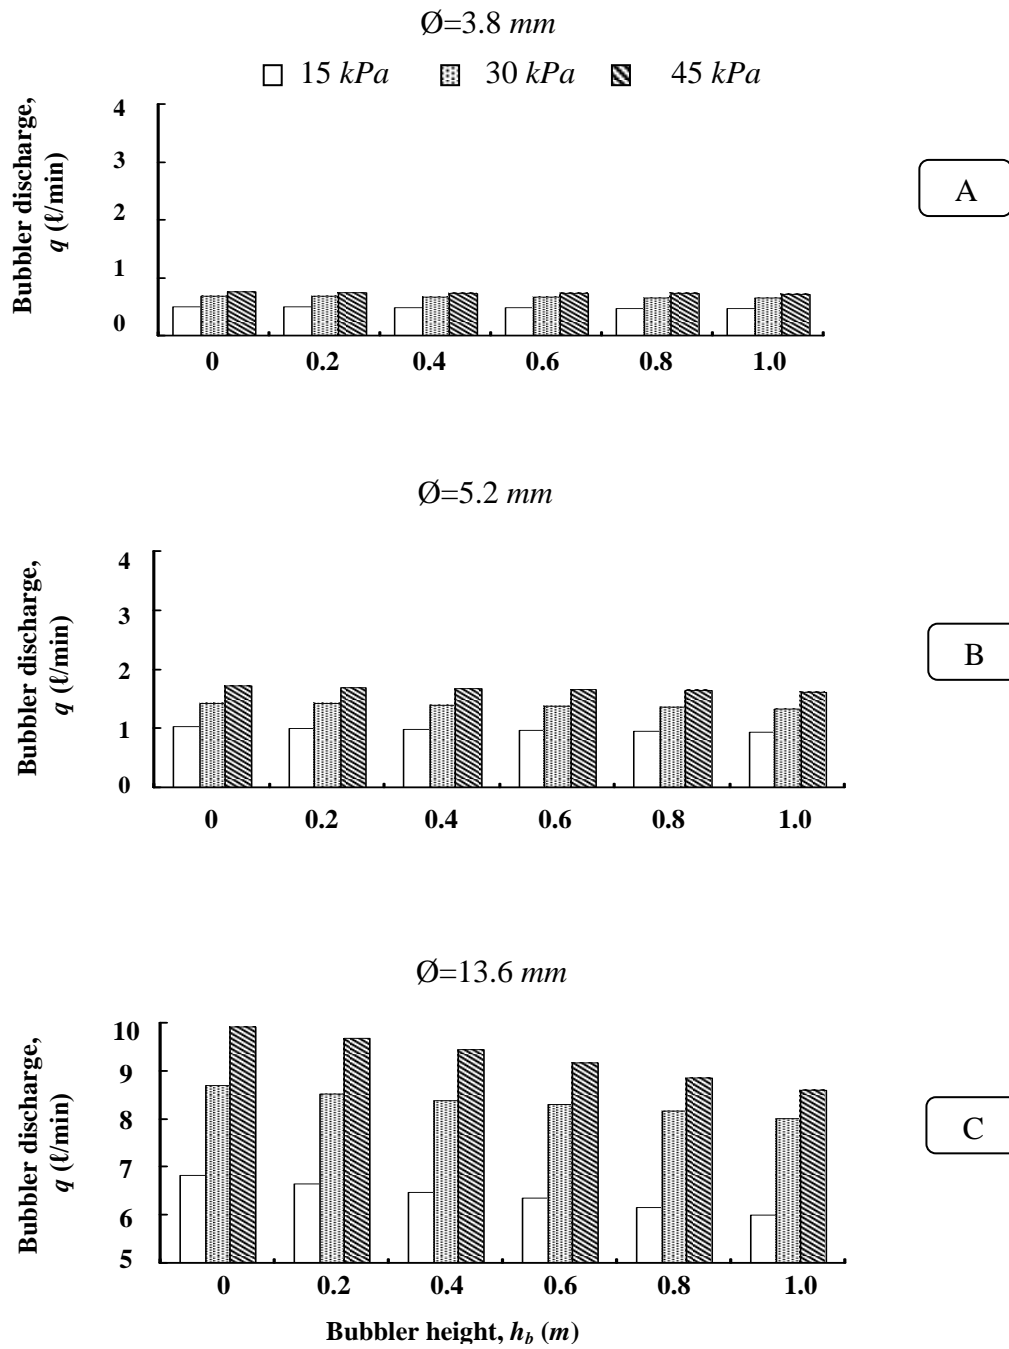 Ø=3.8 mm
15 kPa 30 kPa 45 kPa
Bubbler discharge,
q (ℓ/min)
4
3
2
1
0
0 0.2 0.4 0.6 0.8 1.0
A
Ø=5.2 mm
Bubbler discharge,
q (ℓ/min)
4
3
2
1
0
0 0.2 0.4 0.6 0.8 1.0
B
Ø=13.6 mm
Bubbler discharge,
q (ℓ/min)
10
9
8
7
6
5
0 0.2 0.4 0.6 0.8 1.0
C
Bubbler height, h_b (m)